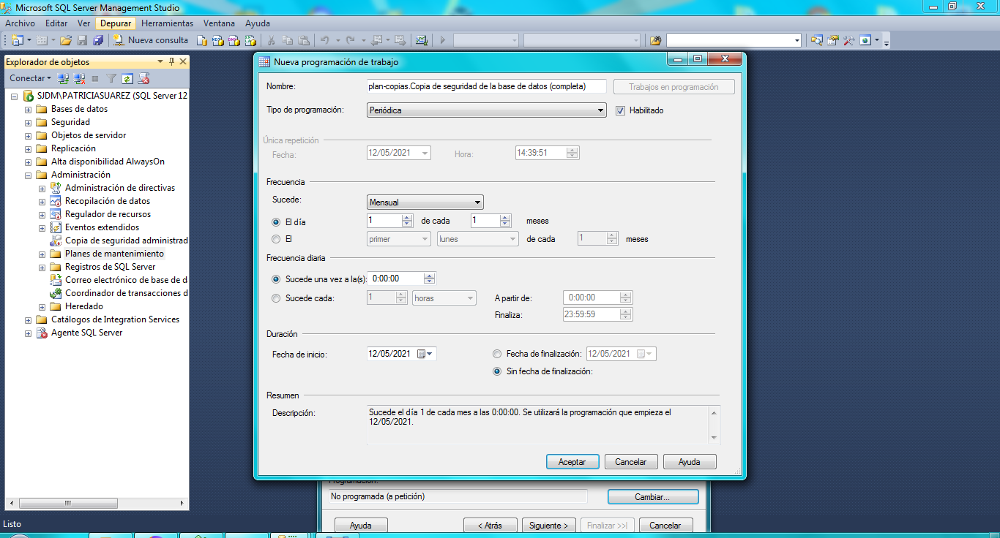 Microsoft SQL Server Management Studio
Archivo Editar Ver Depurar Herramientas Ventana Ayuda
Nueva consulta
Explorador de objetos
Conectar
SJDM\PATRICIASUAREZ (SQL Server 12
Bases de datos
Seguridad
Objetos de servidor
Replicación
Alta disponibilidad AlwaysOn
Administración
Administración de directivas
Recopilación de datos
Regulador de recursos
Eventos extendidos
Copia de seguridad administrad
Planes de mantenimiento
Registros de SQL Server
Correo electrónico de base de d
Coordinador de transacciones d
Heredado
Catálogos de Integration Services
Agente SQL Server
Listo
Nueva programación de trabajo
Nombre: plan-copias.Copia de seguridad de la base de datos (completa) Trabajos en programación
Tipo de programación: Periódica Habilitado
Única repetición
Fecha: 12/05/2021 Hora: 14:39:51
Frecuencia
Sucede: Mensual
El día 1 de cada 1 meses
El primer lunes de cada 1 meses
Frecuencia diaria
Sucede una vez a la(s): 0:00:00
Sucede cada: 1 horas A partir de: 0:00:00
Finaliza: 23:59:59
Duración
Fecha de inicio: 12/05/2021 Fecha de finalización: 12/05/2021
Sin fecha de finalización:
Resumen
Descripción: Sucede el día 1 de cada mes a las 0:00:00. Se utilizará la programación que empieza el
12/05/2021.
Aceptar Cancelar Ayuda
Programación:
No programada (a petición) Cambiar...
Ayuda < Atrás Siguiente > Finalizar >>| Cancelar